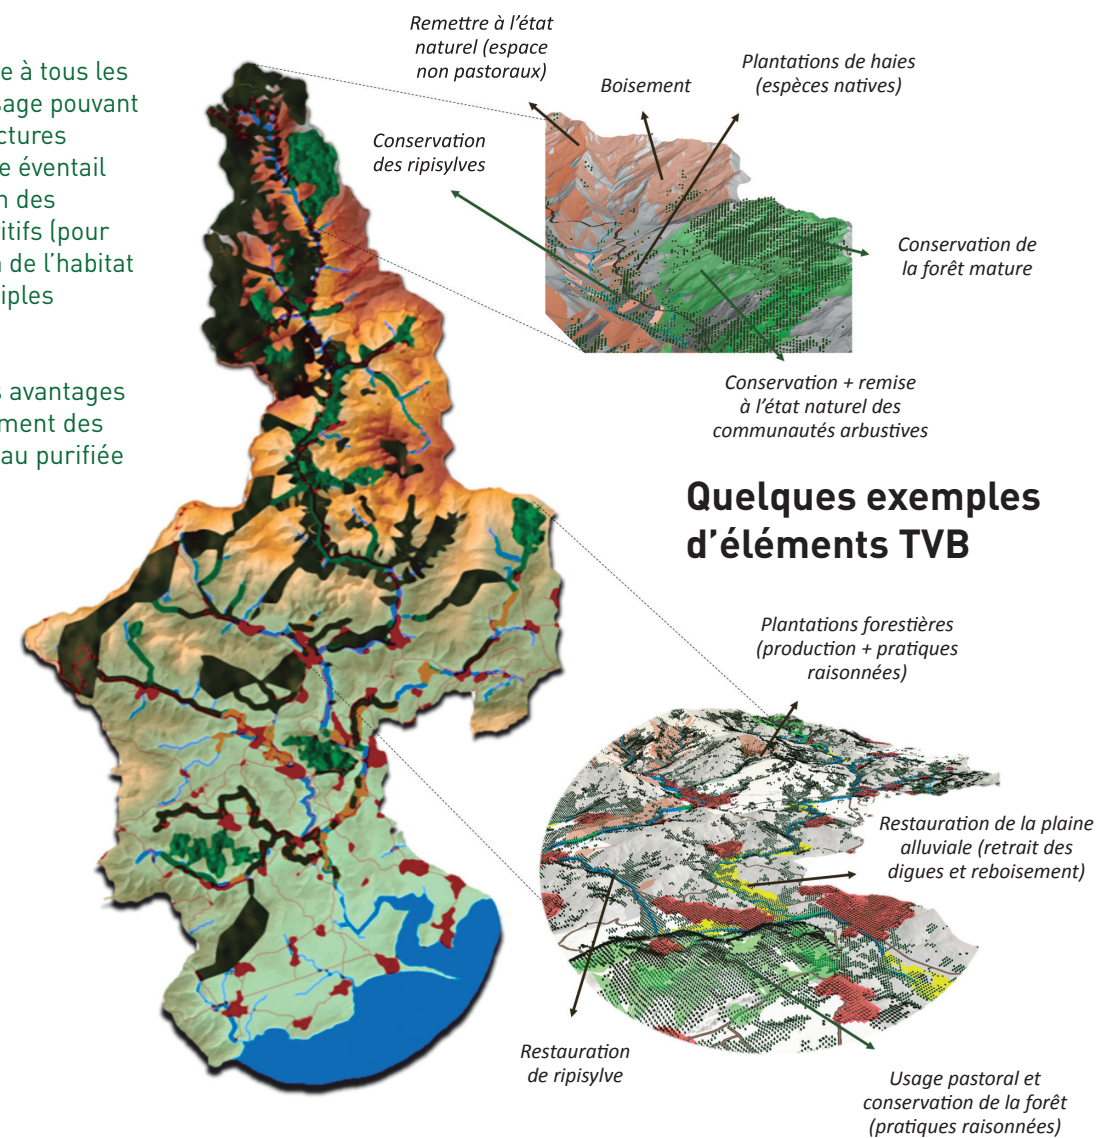 e à tous les
sage pouvant
ctures
e éventail
n des
itifs (pour
n de l'habitat
iples
s avantages
ment des
au purifiée
Remettre à l'état
naturel (espace
non pastoraux)
Boisement
Plantations de haies
(espèces natives)
Conservation
des ripisylves
Conservation de
la forêt mature
Conservation + remise
à l'état naturel des
communautés arbustives
Quelques exemples
d'éléments TVB
Plantations forestières
(production + pratiques
raisonnées)
Restauration de la plaine
alluviale (retrait des
digues et reboisement)
Restauration
de ripisylve
Usage pastoral et
conservation de la forêt
(pratiques raisonnées)